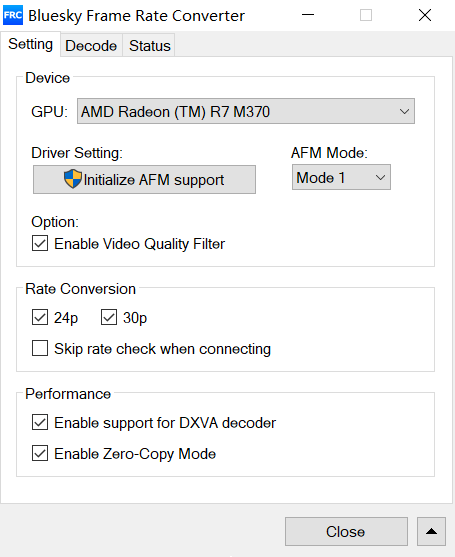 FRC Bluesky Frame Rate Converter
Setting Decode Status
Device
GPU: AMD Radeon (TM) R7 M370
Driver Setting: AFM Mode:
Initialize AFM support Mode 1
Option:
Enable Video Quality Filter
Rate Conversion
24p 30p
Skip rate check when connecting
Performance
Enable support for DXVA decoder
Enable Zero-Copy Mode
Close